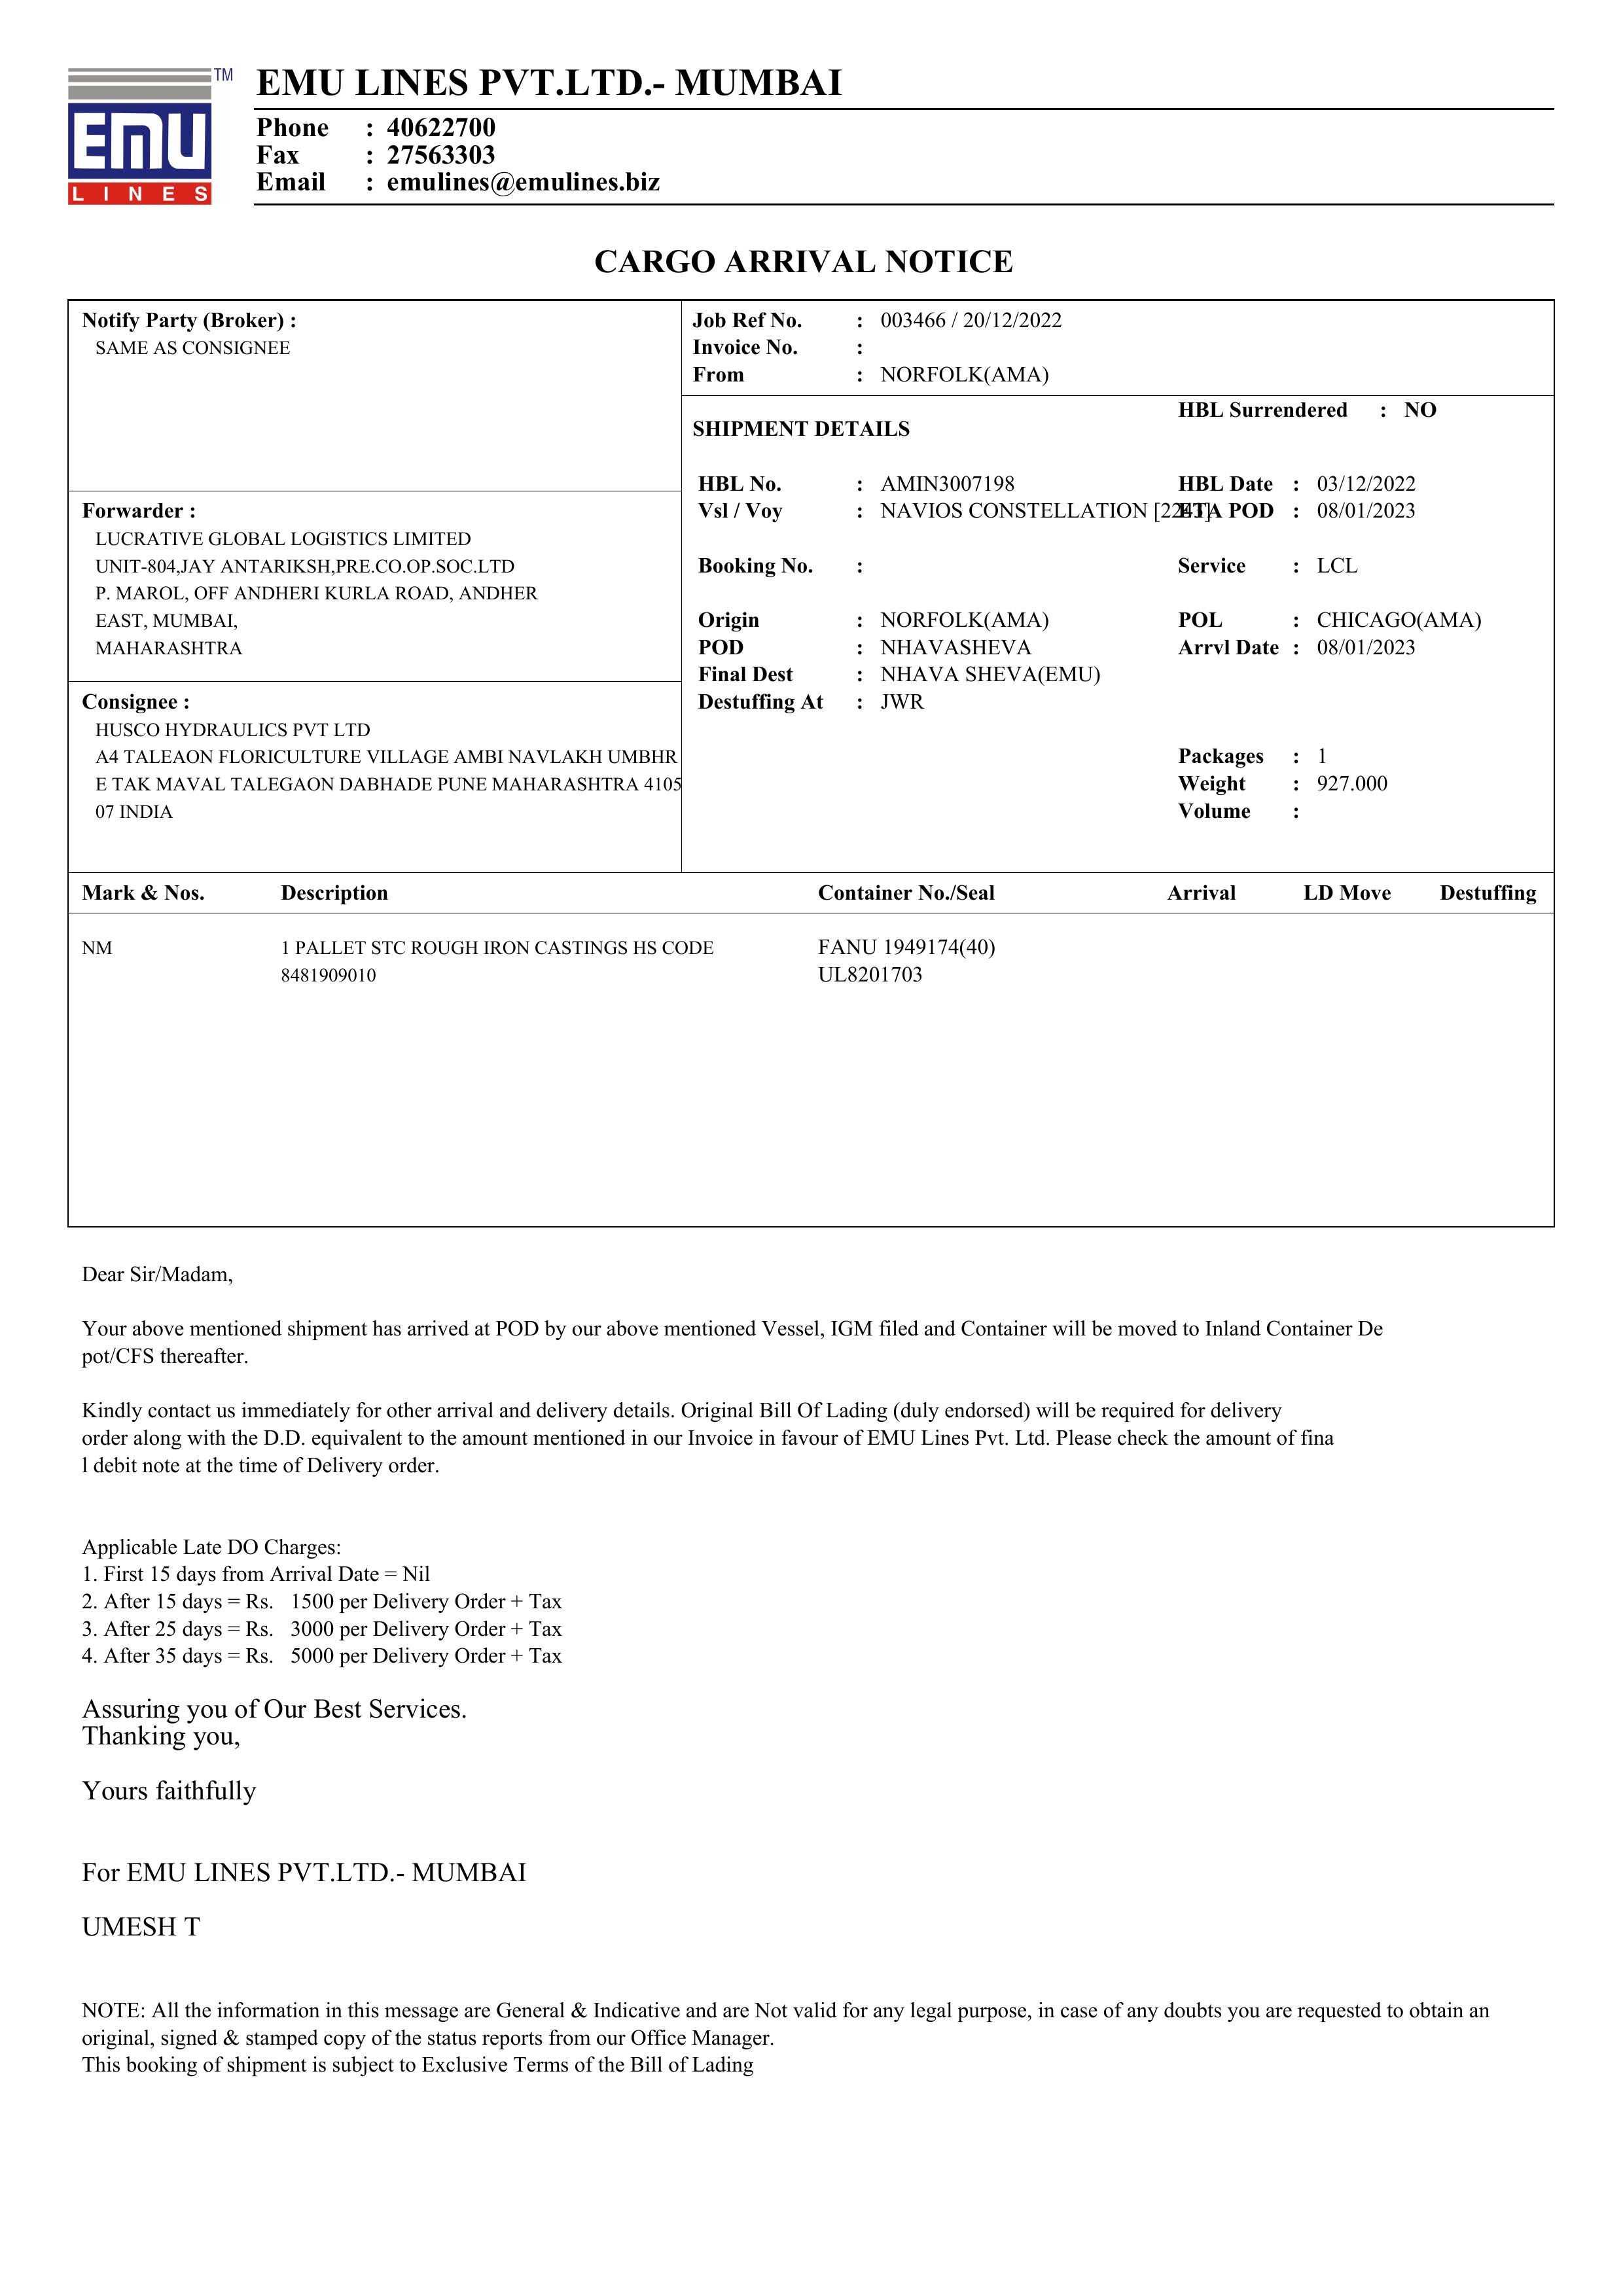 EMU
LINES
TM
EMU LINES PVT.LTD.- MUMBAI
Phone : 40622700
Fax : 27563303
Email : emulines@emulines.biz
CARGO ARRIVAL NOTICE
Notify Party (Broker) :
SAME AS CONSIGNEE
Job Ref No. : 003466 / 20/12/2022
Invoice No. :
From : NORFOLK(AMA)
Forwarder :
LUCRATIVE GLOBAL LOGISTICS LIMITED
UNIT-804,JAY ANTARIKSH,PRE.CO.OP.SOC.LTD
P. MAROL, OFF ANDHERI KURLA ROAD, ANDHER
EAST, MUMBAI,
MAHARASHTRA
Consignee :
HUSCO HYDRAULICS PVT LTD
A4 TALEAON FLORICULTURE VILLAGE AMBI NAVLAKH UMBHR
E TAK MAVAL TALEGAON DABHADE PUNE MAHARASHTRA 4105
07 INDIA
HBL Surrendered : NO
SHIPMENT DETAILS
HBL No. : AMIN3007198 HBL Date : 03/12/2022
Vsl / Voy : NAVIOS CONSTELLATION ETA POD : 08/01/2023
Booking No. : Service : LCL
Origin : NORFOLK(AMA) POL : CHICAGO(AMA)
POD : NHAVASHEVA Arrvl Date : 08/01/2023
Final Dest : NHAVA SHEVA(EMU)
Destuffing At : JWR
Packages : 1
Weight : 927.000
Volume :
Mark & Nos. Description Container No./Seal Arrival LD Move Destuffing
NM 1 PALLET STC ROUGH IRON CASTINGS HS CODE FANU 1949174(40)
8481909010 UL8201703
Dear Sir/Madam,
Your above mentioned shipment has arrived at POD by our above mentioned Vessel, IGM filed and Container will be moved to Inland Container De
pot/CFS thereafter.
Kindly contact us immediately for other arrival and delivery details. Original Bill Of Lading (duly endorsed) will be required for delivery
order along with the D.D. equivalent to the amount mentioned in our Invoice in favour of EMU Lines Pvt. Ltd. Please check the amount of fina
l debit note at the time of Delivery order.
Applicable Late DO Charges:
1. First 15 days from Arrival Date = Nil
2. After 15 days = Rs. 1500 per Delivery Order + Tax
3. After 25 days = Rs. 3000 per Delivery Order + Tax
4. After 35 days = Rs. 5000 per Delivery Order + Tax
Assuring you of Our Best Services.
Thanking you,
Yours faithfully
For EMU LINES PVT.LTD.- MUMBAI
UMESH T
NOTE: All the information in this message are General & Indicative and are Not valid for any legal purpose, in case of any doubts you are requested to obtain an
original, signed & stamped copy of the status reports from our Office Manager.
This booking of shipment is subject to Exclusive Terms of the Bill of Lading